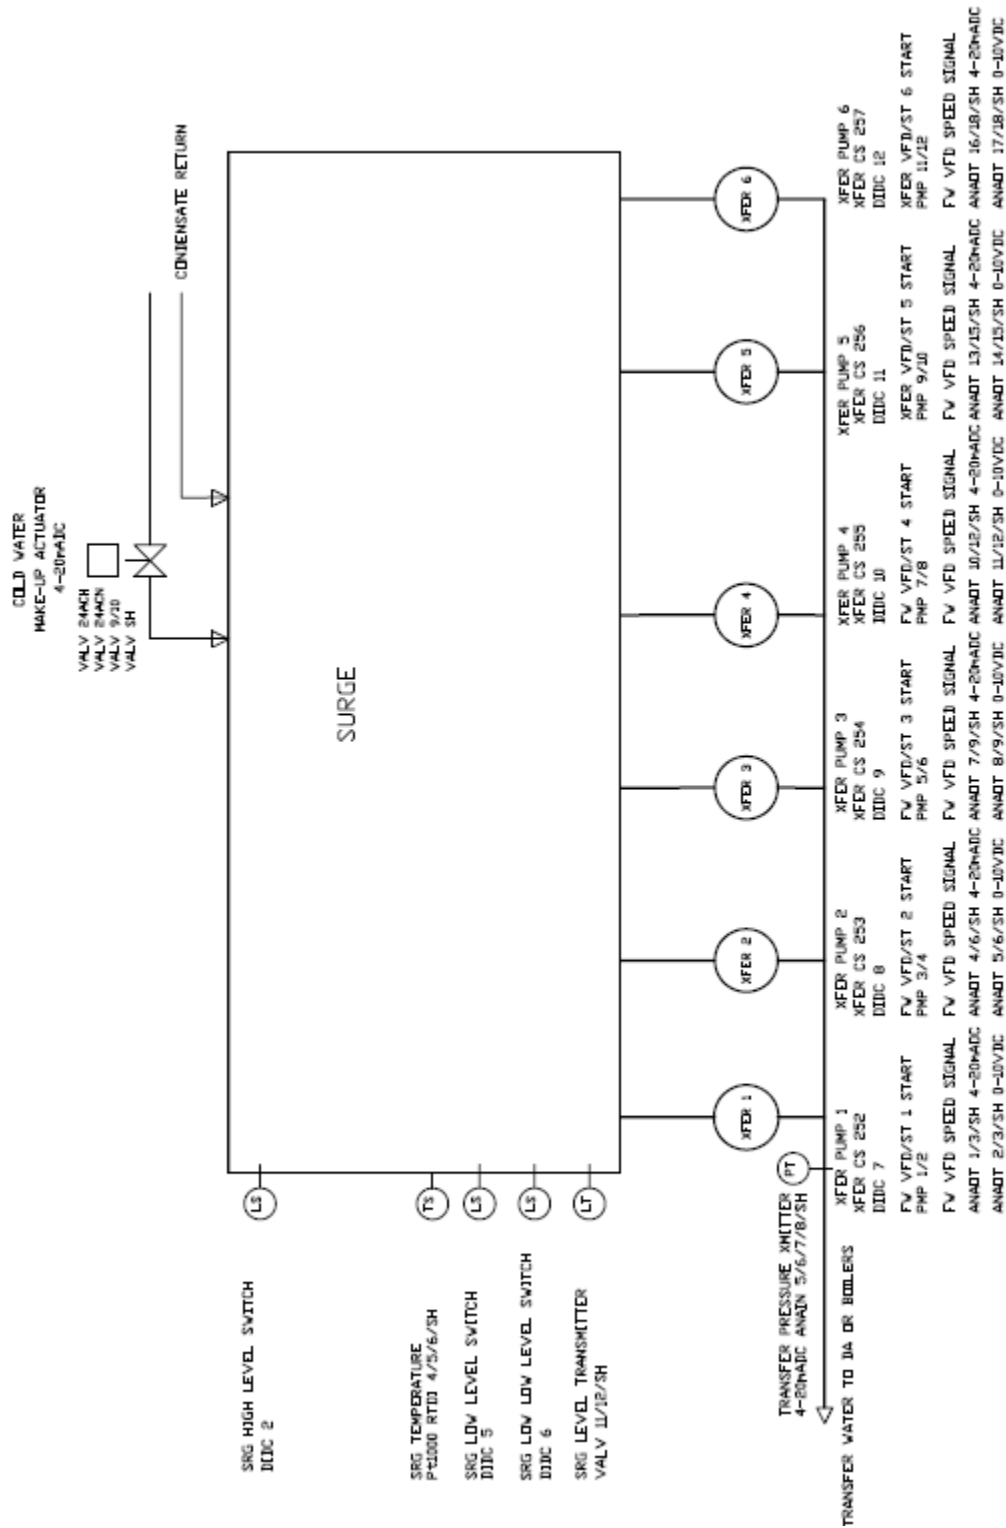 COLD WATER
MAKE-UP ACTUATOR
4-20mADC
VALV 24ACH
VALV 24ACN
VALV 9/10
VALV SH
CONDENSATE RETURN
SURGE
LS
TS
LS
LS
LT
SRG HIGH LEVEL SWITCH
DIDC 2
SRG TEMPERATURE
Pt1000 RTDI 4/5/6/SH
SRG LOW LEVEL SWITCH
DIDC 5
SRG LOW LOW LEVEL SWITCH
DIDC 6
SRG LEVEL TRANSMITTER
VALV 11/12/SH
XFER 1
XFER 2
XFER 3
XFER 4
XFER 5
XFER 6
TRANSFER PRESSURE XMITTER
4-20mADC ANAIN 5/6/7/8/SH
PT
TRANSFER WATER TO DA OR BOILERS
XFER PUMP 1
XFER CS 252
DIDC 7
FW VFD/ST 1 START
PMP 1/2
FW VFD SPEED SIGNAL
ANAOT 1/3/SH 4-20mADC
ANAOT 2/3/SH 0-10VDC
XFER PUMP 2
XFER CS 253
DIDC 8
FW VFD/ST 2 START
PMP 3/4
FW VFD SPEED SIGNAL
ANAOT 4/6/SH 4-20mADC
ANAOT 5/6/SH 0-10VDC
XFER PUMP 3
XFER CS 254
DIDC 9
FW VFD/ST 3 START
PMP 5/6
FW VFD SPEED SIGNAL
ANAOT 7/9/SH 4-20mADC
ANAOT 8/9/SH 0-10VDC
XFER PUMP 4
XFER CS 255
DIDC 10
FW VFD/ST 4 START
PMP 7/8
FW VFD SPEED SIGNAL
ANAOT 10/12/SH 4-20mADC
ANAOT 11/12/SH 0-10VDC
XFER PUMP 5
XFER CS 256
DIDC 11
XFER VFD/ST 5 START
PMP 9/10
FW VFD SPEED SIGNAL
ANAOT 13/15/SH 4-20mADC
ANAOT 14/15/SH 0-10VDC
XFER PUMP 6
XFER CS 257
DIDC 12
XFER VFD/ST 6 START
PMP 11/12
FW VFD SPEED SIGNAL
ANAOT 16/18/SH 4-20mADC
ANAOT 17/18/SH 0-10VDC